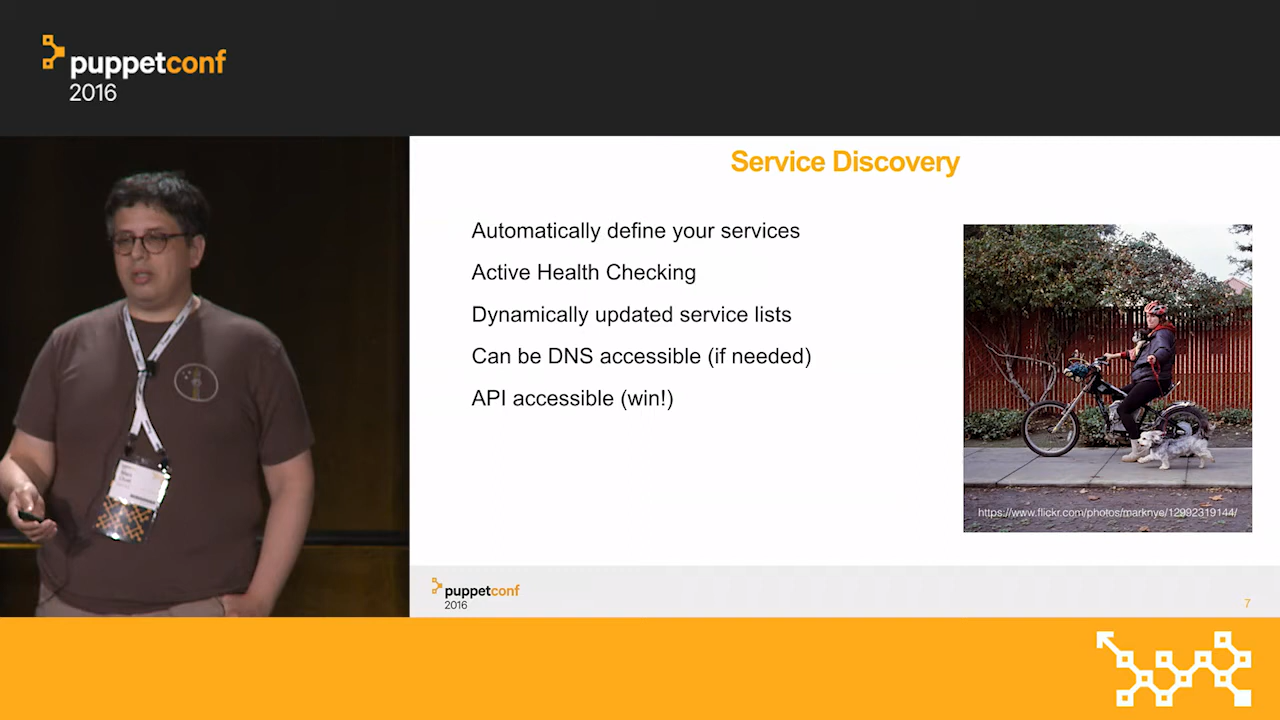 puppetconf
2016
Service Discovery
Automatically define your services
Active Health Checking
Dynamically updated service lists
Can be DNS accessible (if needed)
API accessible (win!)
https://www.flickr.com/photos/marknye/12992319144/
puppetconf
2016
7